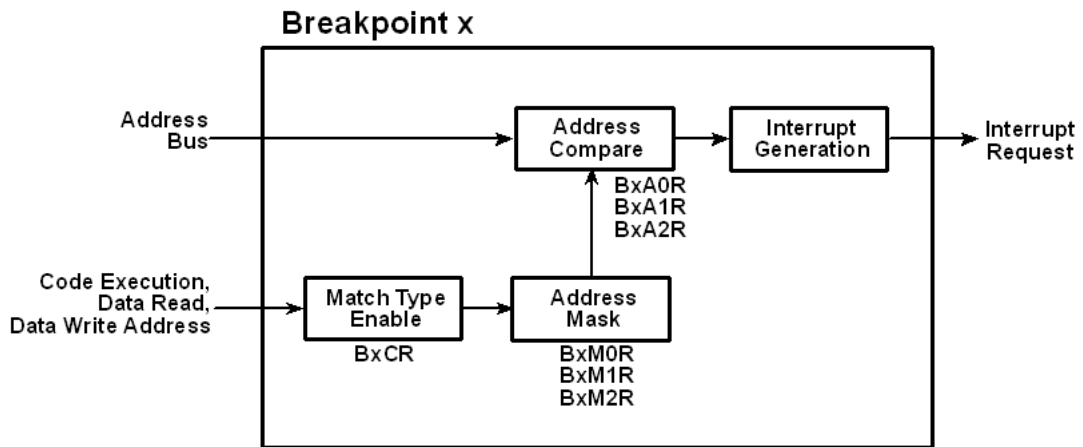 Breakpoint x
Address
Bus
Address
Compare
Interrupt
Generation
Interrupt
Request
BxA0R
BxA1R
BxA2R
Code Execution,
Data Read,
Data Write Address
Match Type
Enable
Address
Mask
BxCR
BxM0R
BxM1R
BxM2R